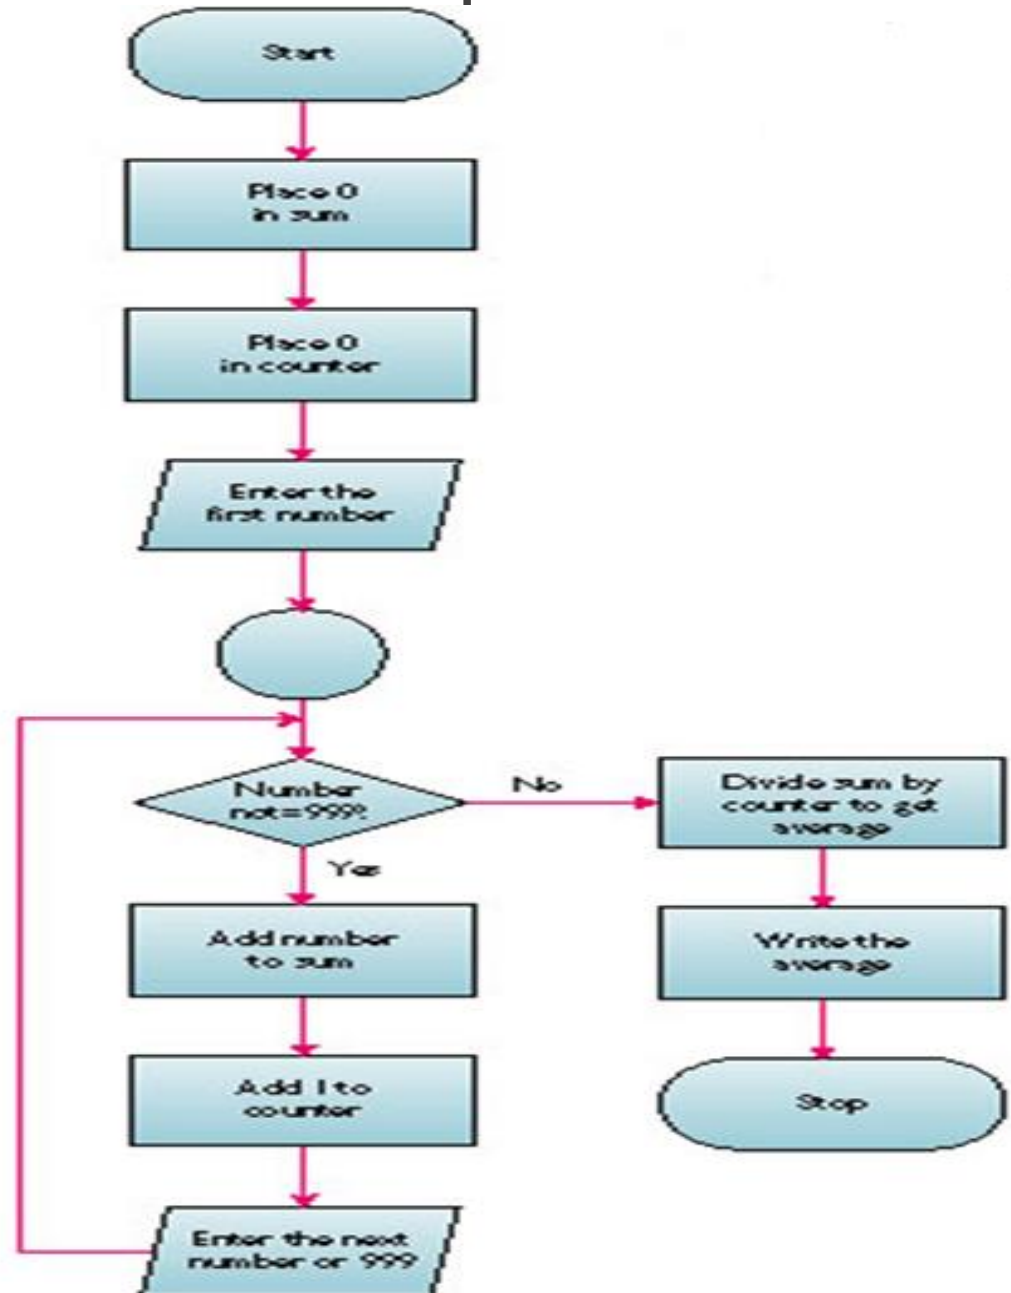 Start
Place 0
in sum
Place 0
in counter
Enter the
first number
Number
not=999?
No
Yes
Divide sum by
counter to get
average
Add number
to sum
Write the
average
Add 1 to
counter
Stop
Enter the next
number or 999